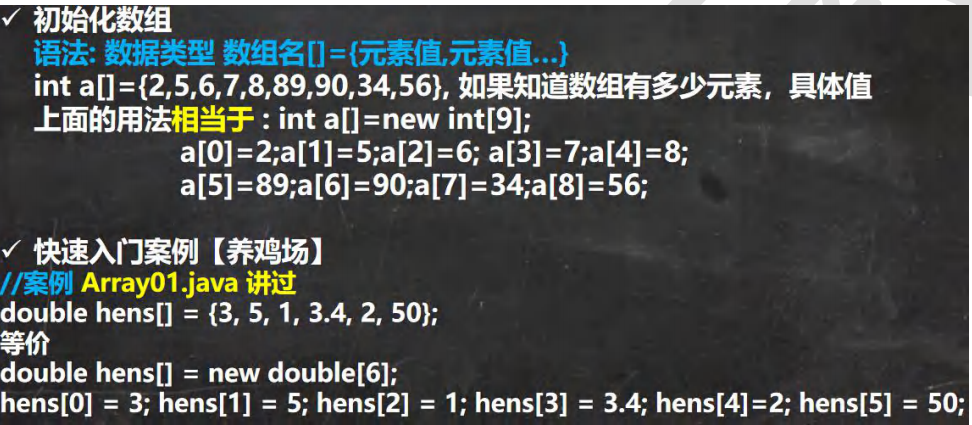 ✓ 初始化数组
语法: 数据类型 数组名[]={元素值,元素值…}
int a[]={2,5,6,7,8,89,90,34,56}, 如果知道数组有多少元素，具体值
上面的用法相当于 : int a[]=new int[9];
a[0]=2;a[1]=5;a[2]=6; a[3]=7;a[4]=8;
a[5]=89;a[6]=90;a[7]=34;a[8]=56;
✓ 快速入门案例【养鸡场】
//案例 Array01.java 讲过
double hens[] = {3, 5, 1, 3.4, 2, 50};
等价
double hens[] = new double[6];
hens[0] = 3; hens[1] = 5; hens[2] = 1; hens[3] = 3.4; hens[4]=2; hens[5] = 50;